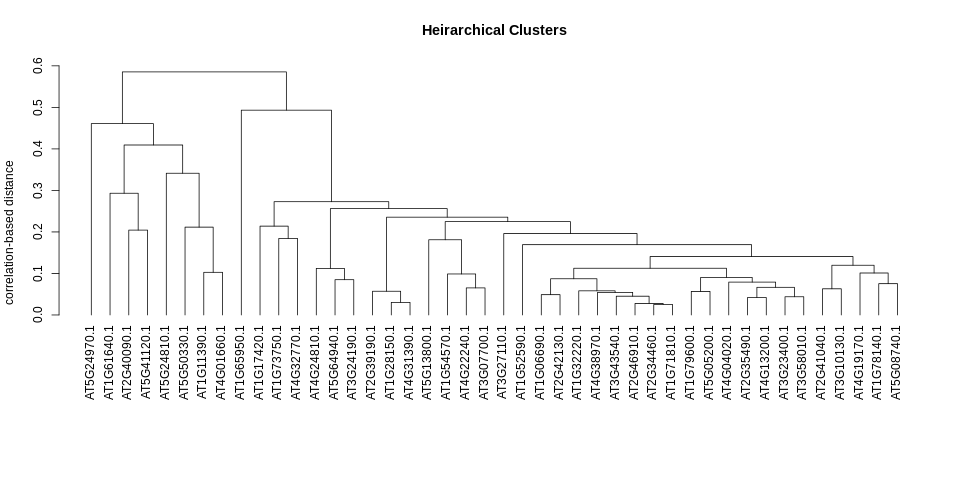 Heirarchical Clusters
correlation-based distance
0.6
0.5
0.4
0.3
0.2
0.1
0.0
AT5G24970.1
AT1G61640.1
AT2G40090.1
AT5G41120.1
AT5G24810.1
AT5G50330.1
AT1G11390.1
AT4G01660.1
AT1G65950.1
AT1G17420.1
AT1G73750.1
AT4G32770.1
AT4G24810.1
AT5G64940.1
AT3G24190.1
AT2G39190.1
AT1G28150.1
AT4G31390.1
AT5G13800.1
AT1G54570.1
AT4G22240.1
AT3G07700.1
AT3G27110.1
AT1G52590.1
AT1G06690.1
AT2G42130.1
AT1G32220.1
AT4G38970.1
AT3G43540.1
AT2G46910.1
AT2G34460.1
AT1G71810.1
AT1G79600.1
AT5G05200.1
AT4G04020.1
AT2G35490.1
AT4G13200.1
AT3G23400.1
AT3G58010.1
AT2G41040.1
AT3G10130.1
AT4G19170.1
AT1G78140.1
AT5G08740.1